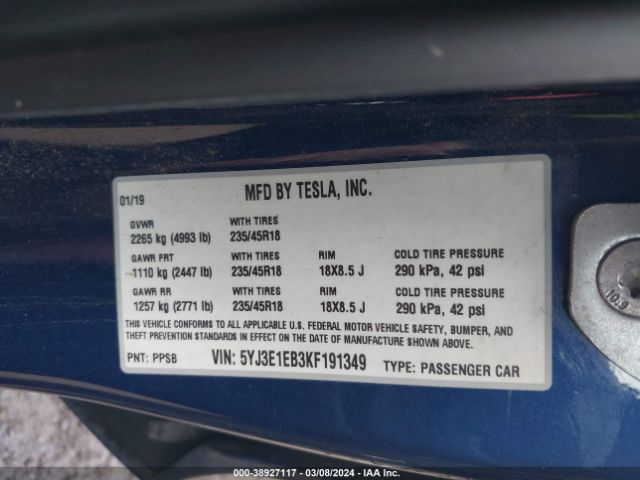 01/19 MFD BY TESLA, INC.
GVWR WITH TIRES
2265 kg (4993 lb) 235/45R18
GAWR FRT WITH TIRES RIM COLD TIRE PRESSURE
1110 kg (2447 lb) 235/45R18 18X8.5 J 290 kPa, 42 psi
GAWR RR WITH TIRES RIM COLD TIRE PRESSURE
1257 kg (2771 lb) 235/45R18 18X8.5 J 290 kPa, 42 psi
THIS VEHICLE CONFORMS TO ALL APPLICABLE U.S. FEDERAL MOTOR VEHICLE SAFETY, BUMPER, AND
THEFT PREVENTION STANDARDS IN EFFECT ON THE DATE OF MANUFACTURE SHOWN ABOVE.
PNT: PPSB VIN: 5YJ3E1EB3KF191349 TYPE: PASSENGER CAR
10.9
000-38927117 - 03/08/2024 - IAA Inc.